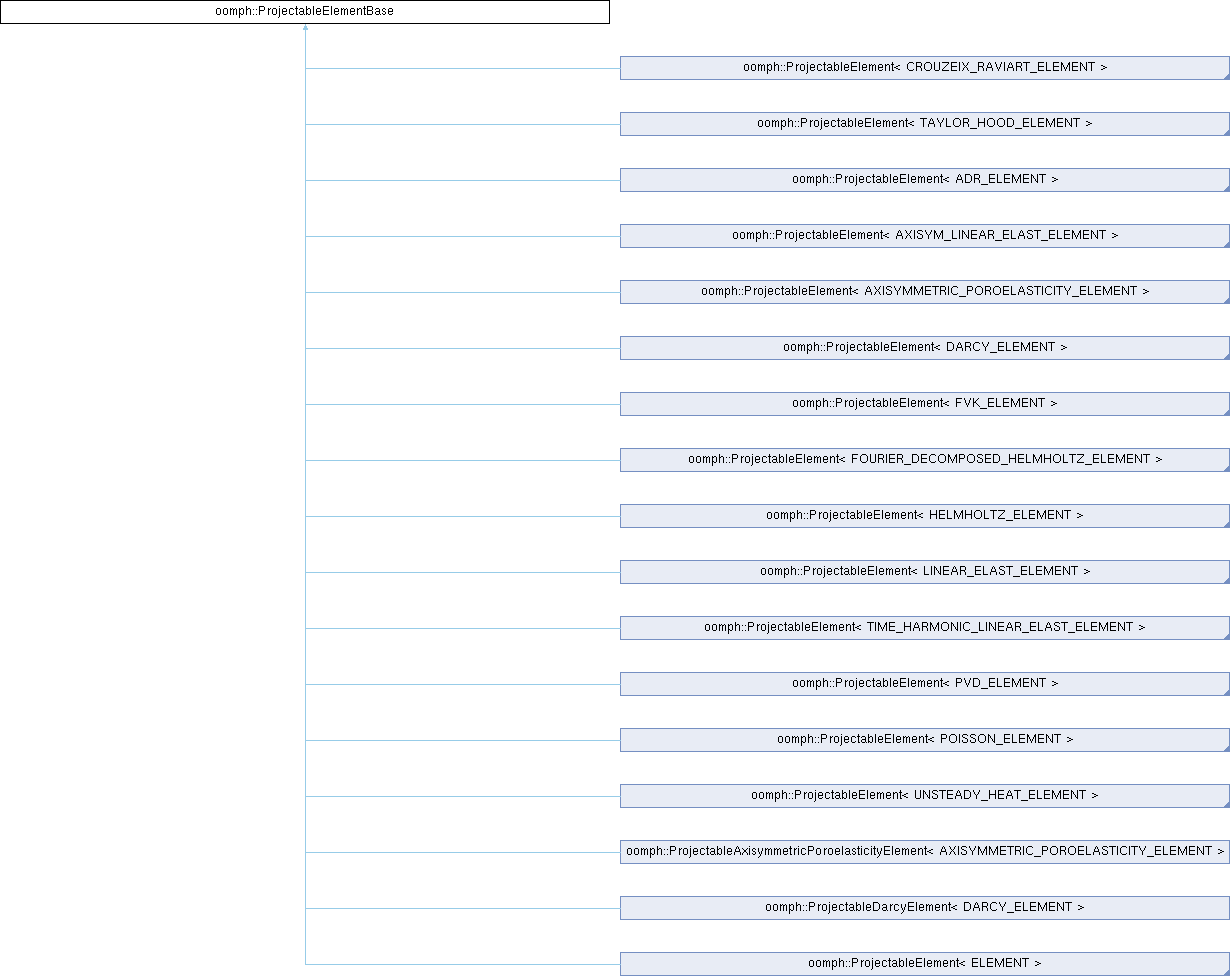 oomph::ProjectableElementBase
oomph::ProjectableElement< CROUZEIX_RAVIART_ELEMENT >
oomph::ProjectableElement< TAYLOR_HOOD_ELEMENT >
oomph::ProjectableElement< ADR_ELEMENT >
oomph::ProjectableElement< AXISYM_LINEAR_ELAST_ELEMENT >
oomph::ProjectableElement< AXISYMMETRIC_POROELASTICITY_ELEMENT >
oomph::ProjectableElement< DARCY_ELEMENT >
oomph::ProjectableElement< FVK_ELEMENT >
oomph::ProjectableElement< FOURIER_DECOMPOSED_HELMHOLTZ_ELEMENT >
oomph::ProjectableElement< HELMHOLTZ_ELEMENT >
oomph::ProjectableElement< LINEAR_ELAST_ELEMENT >
oomph::ProjectableElement< TIME_HARMONIC_LINEAR_ELAST_ELEMENT >
oomph::ProjectableElement< PVD_ELEMENT >
oomph::ProjectableElement< POISSON_ELEMENT >
oomph::ProjectableElement< UNSTEADY_HEAT_ELEMENT >
oomph::ProjectableAxisymmetricPoroelasticityElement< AXISYMMETRIC_POROELASTICITY_ELEMENT >
oomph::ProjectableDarcyElement< DARCY_ELEMENT >
oomph::ProjectableElement< ELEMENT >